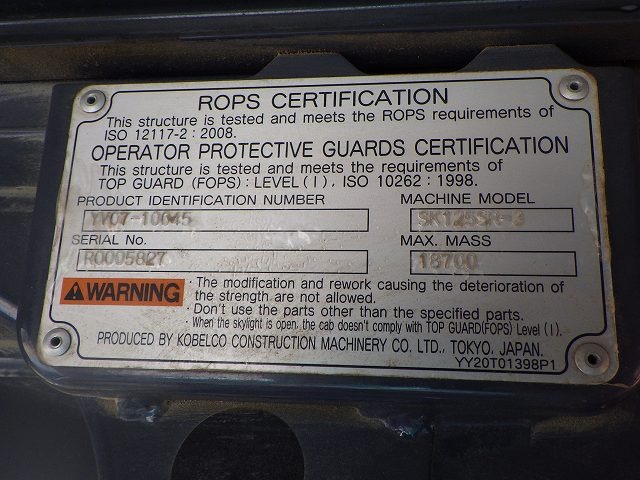 ROPS CERTIFICATION
This structure is tested and meets the ROPS requirements of
ISO 12117-2 : 2008.
OPERATOR PROTECTIVE GUARDS CERTIFICATION
This structure is tested and meets the requirements of
TOP GUARD (FOPS) : LEVEL (I), ISO 10262 : 1998.
PRODUCT IDENTIFICATION NUMBER MACHINE MODEL
YY07-10045 SK125SR-3
SERIAL No. MAX. MASS
R0005827 18700
WARNING
· The modification and rework causing the deterioration of
the strength are not allowed.
· Don't use the parts other than the specified parts.
When the skylight is open, the cab doesn't comply with TOP GUARD(FOPS) Level (I).
PRODUCED BY KOBELCO CONSTRUCTION MACHINERY CO. LTD., TOKYO, JAPAN.
YY20T01398P1